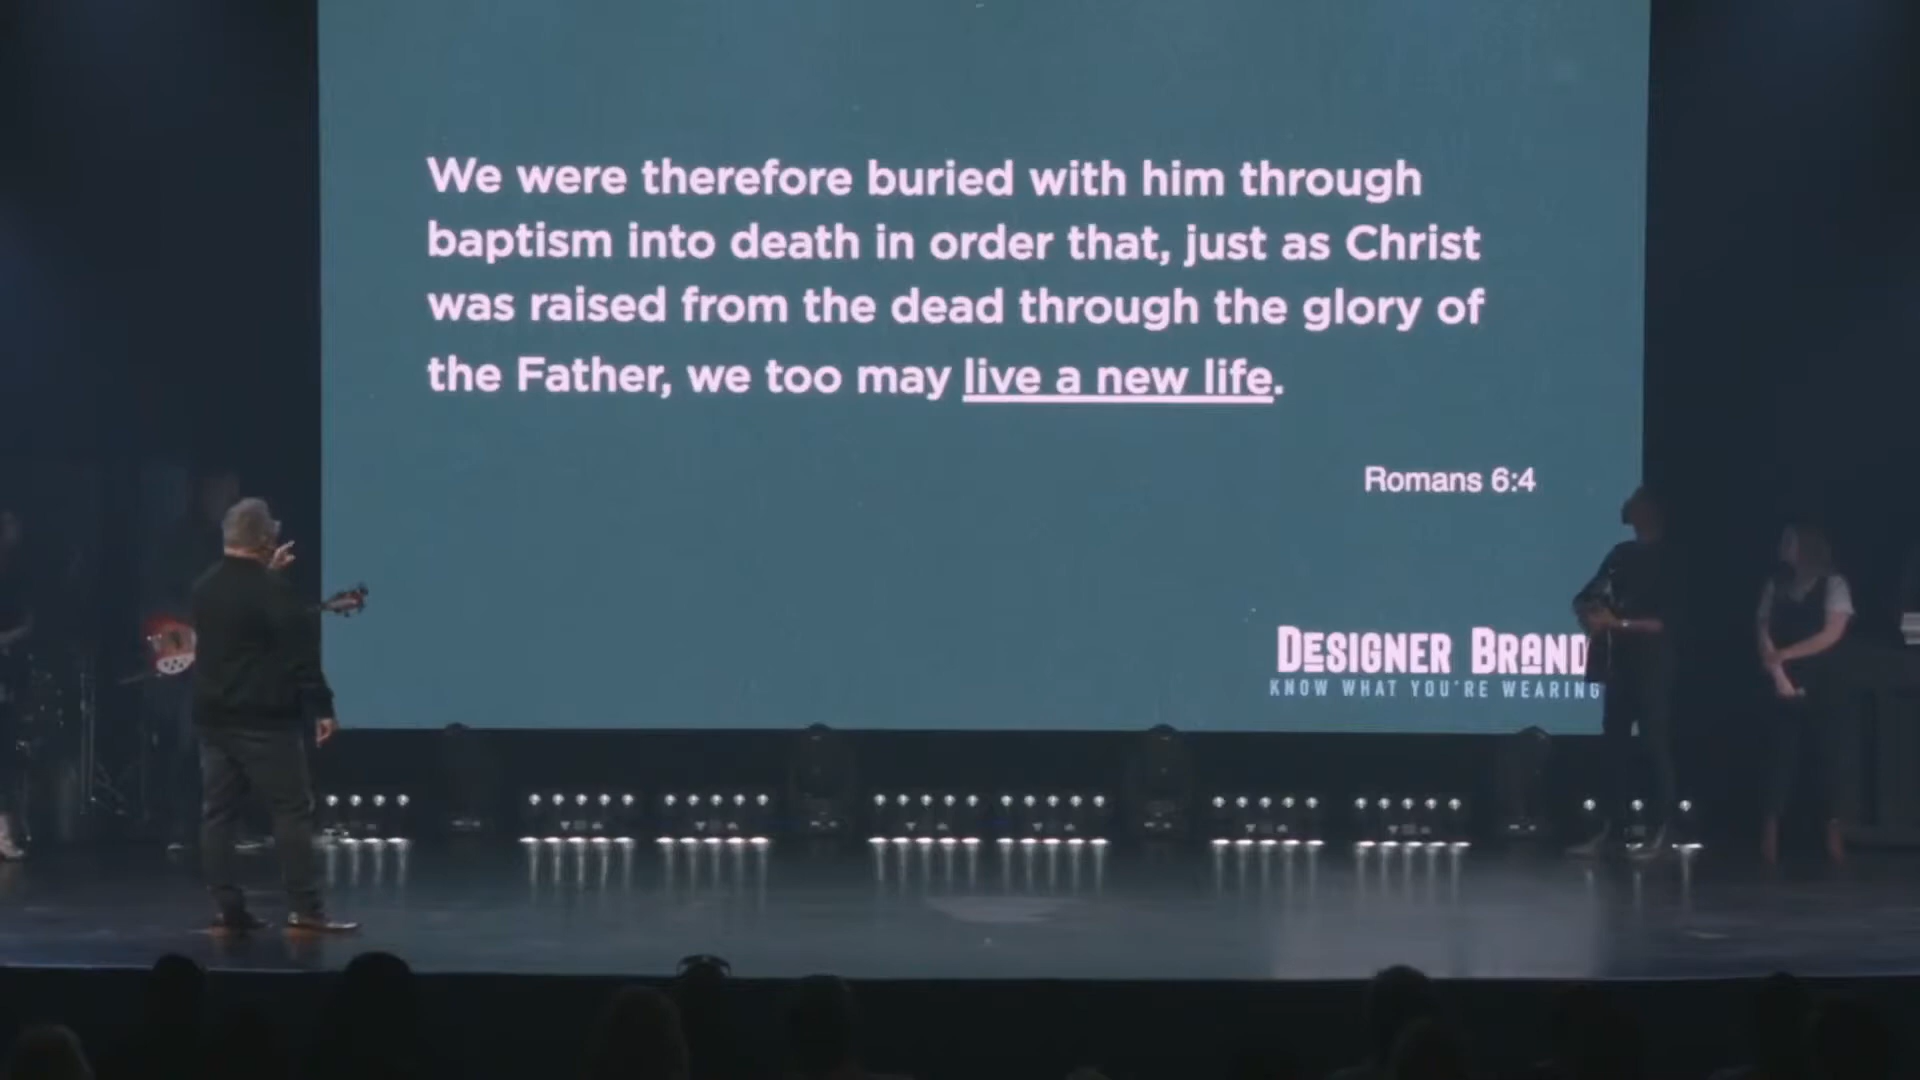 We were therefore buried with him through
baptism into death in order that, just as Christ
was raised from the dead through the glory of
the Father, we too may live a new life.
Romans 6:4
DESIGNER BRAND
KNOW WHAT YOU'RE WEARING